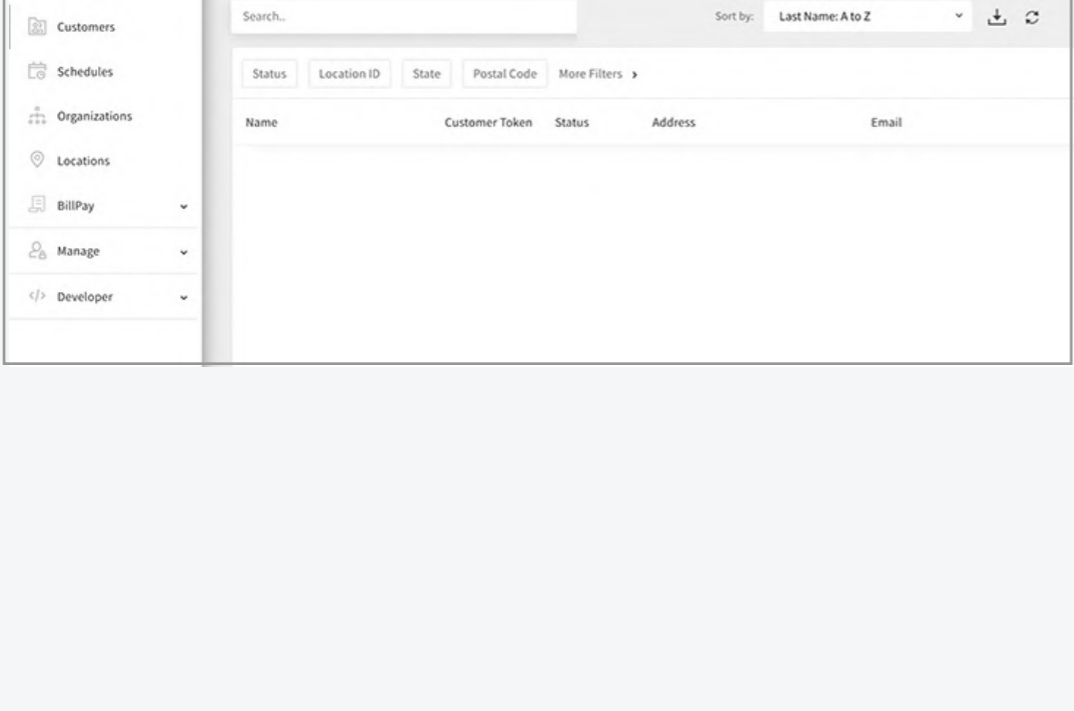 Customers
Schedules
Organizations
Locations
BillPay
Manage
</> Developer
Search..
Sort by: Last Name: A to Z
Status Location ID State Postal Code More Filters
Name Customer Token Status Address Email